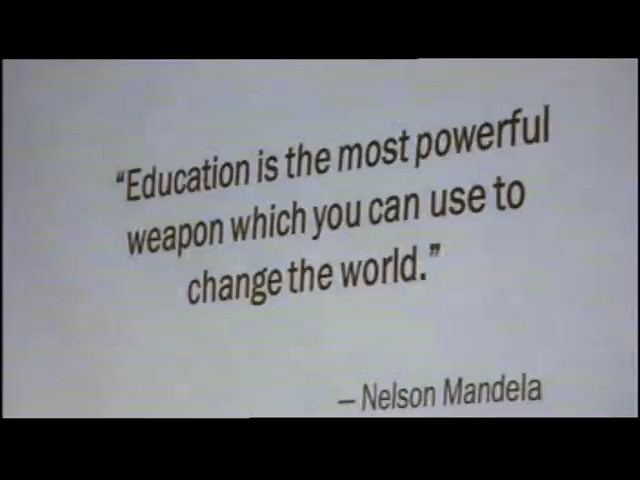 “Education is the most powerful
weapon which you can use to
change the world.”
– Nelson Mandela